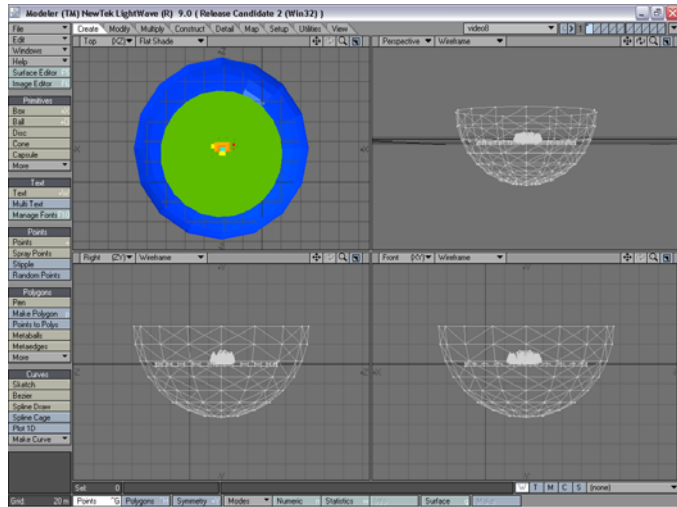 Modeler (TM) NewTek LightWave (R) 9.0 ( Release Candidate 2 (Win32) )
File
Create Modify Multiply Construct Detail Map Setup Utilities View
video8
1
Edit
Top (XZ) Flat Shade
Perspective Wireframe
Windows
Help
Surface Editor F5
Image Editor F6
Primitives
Box
Ball
Disc
Cone
Capsule
More
Text
Text
Multi Text
Manage Fonts
Points
Points
Spray Points
Stipple
Random Points
Right (ZY) Wireframe
Front (XY) Wireframe
Polygons
Pen
Make Polygon
Points to Polys
Metaballs
Metaedges
More
Curves
Sketch
Bezier
Spline Draw
Spline Cage
Plot 1D
Make Curve
Sel: 0
W T M C S (none)
Grid: 20 m
Points ^G Polygons Symmetry Modes Numeric Statistics Surface